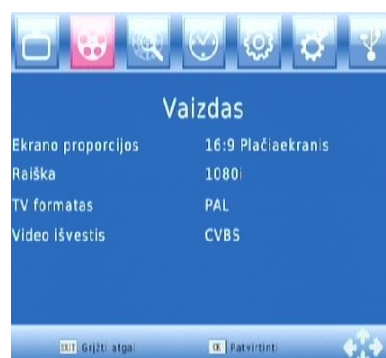 Vaizdas
Ekrano proporcijos 16:9 Plačiaekranis
Raiška 1080i
TV formatas PAL
Video išvestis CVBS
EXIT Grįžti atgal OK Patvirtinti